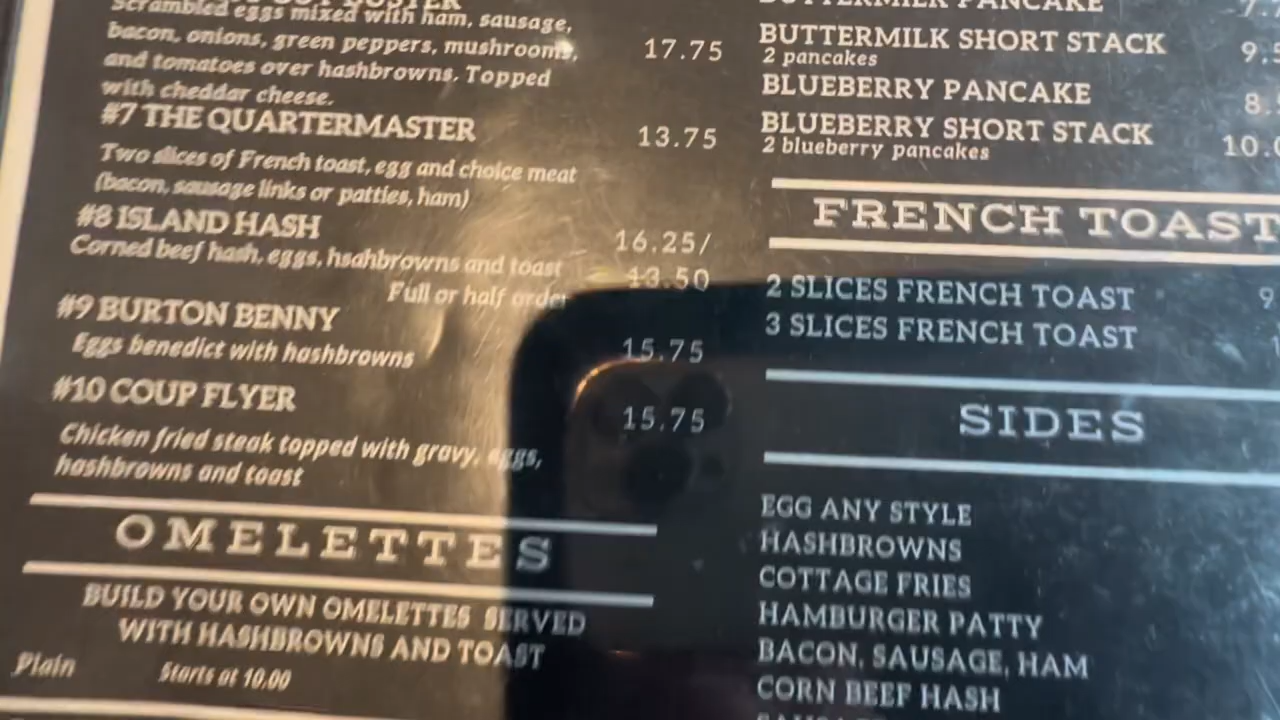 Scrambled eggs mixed with ham, sausage,
bacon, onions, green peppers, mushrooms,
17.75
and tomatoes over hashbrowns. Topped
with cheddar cheese.
#7 THE QUARTERMASTER
13.75
Two slices of French toast, egg and choice meat
(bacon, sausage links or patties, ham)
#8 ISLAND HASH
16.25/
Corned beef hash, eggs, hsahbrowns and toast
13.50
Full or half order
#9 BURTON BENNY
15.75
Eggs benedict with hashbrowns
#10 COUP FLYER
15.75
Chicken fried steak topped with gravy, eggs,
hashbrowns and toast
OMELETTES
BUILD YOUR OWN OMELETTES SERVED
WITH HASHBROWNS AND TOAST
Plain Starts at 10.00
BUTTERMILK PANCAKE
BUTTERMILK SHORT STACK
2 pancakes
BLUEBERRY PANCAKE
BLUEBERRY SHORT STACK
2 blueberry pancakes
FRENCH TOAST
2 SLICES FRENCH TOAST
3 SLICES FRENCH TOAST
SIDES
EGG ANY STYLE
HASHBROWNS
COTTAGE FRIES
HAMBURGER PATTY
BACON, SAUSAGE, HAM
CORN BEEF HASH